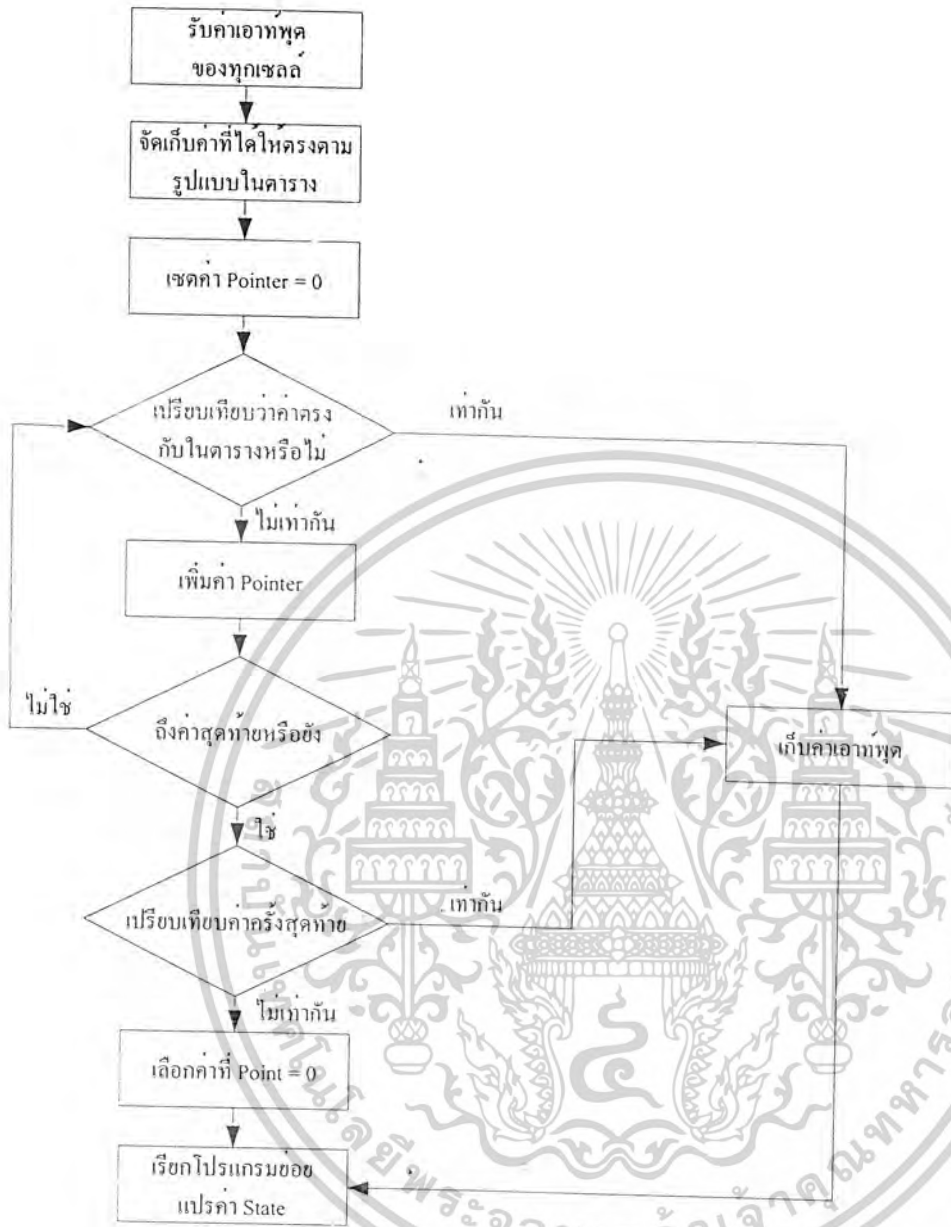 รับค่าเอาท์พุต
ของทุกเซลล์
จัดเก็บค่าที่ได้ให้ตรงตาม
รูปแบบในตาราง
เซตค่า Pointer = 0
เปรียบเทียบว่าค่าตรง
กับในตารางหรือไม่
เท่ากัน
ไม่เท่ากัน
เพิ่มค่า Pointer
ไม่ใช่
ถึงค่าสุดท้ายหรือยัง
เก็บค่าเอาท์พุต
ใช่
เปรียบเทียบค่าครั้งสุดท้าย
เท่ากัน
ไม่เท่ากัน
เลือกค่าที่ Point = 0
เรียกโปรแกรมย่อย
แปรค่า State